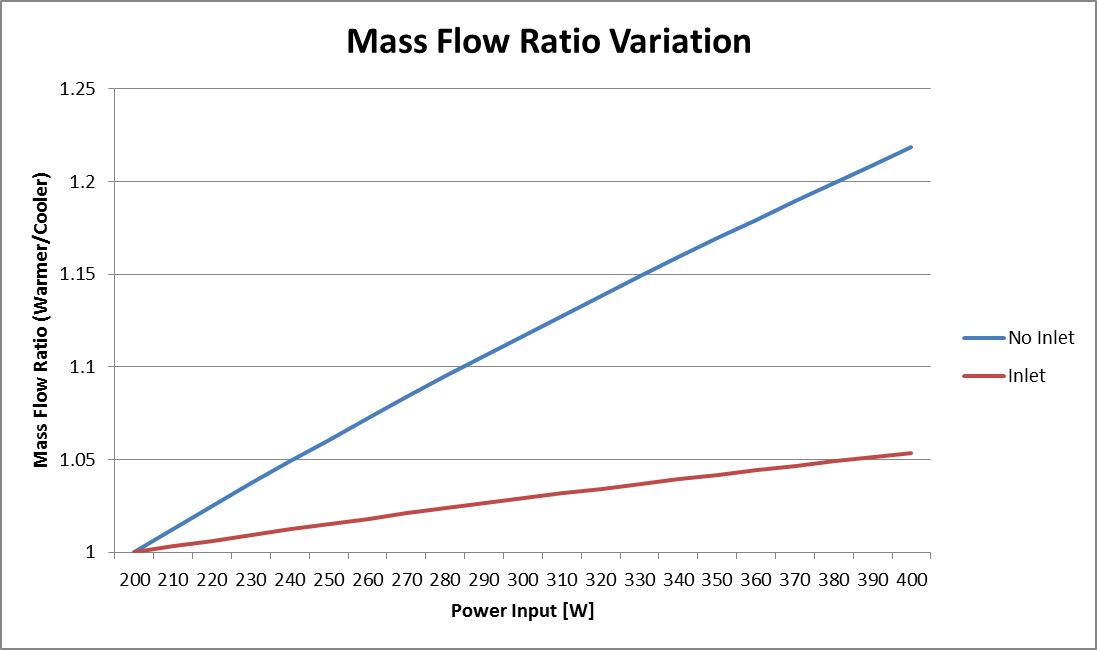 Mass Flow Ratio Variation
Mass Flow Ratio (Warmer/Cooler)
1.25
1.2
1.15
1.1
1.05
1
200 210 220 230 240 250 260 270 280 290 300 310 320 330 340 350 360 370 380 390 400
Power Input [W]
No Inlet
Inlet